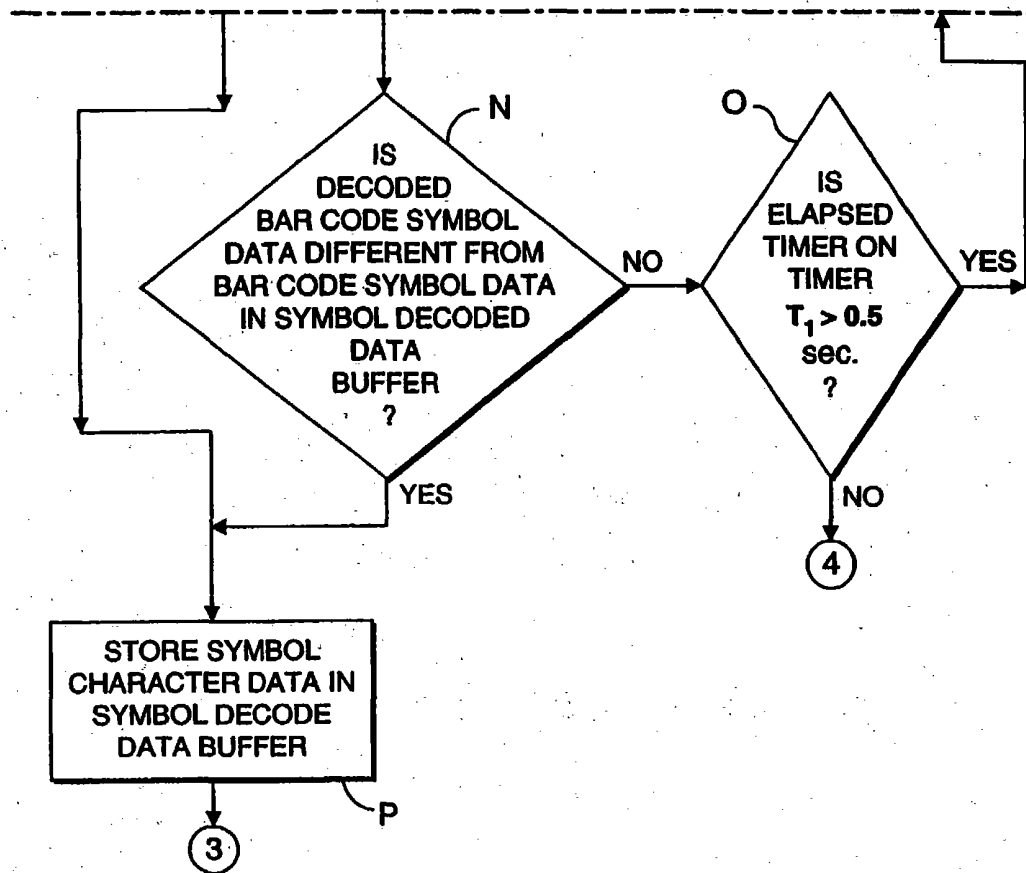 N
IS
DECODED
BAR CODE SYMBOL
DATA DIFFERENT FROM
BAR CODE SYMBOL DATA
IN SYMBOL DECODED
DATA
BUFFER
?
NO
YES
O
IS
ELAPSED
TIMER ON
TIMER
T₁ > 0.5
sec.
?
YES
NO
4
STORE SYMBOL
CHARACTER DATA IN
SYMBOL DECODE
DATA BUFFER
P
3